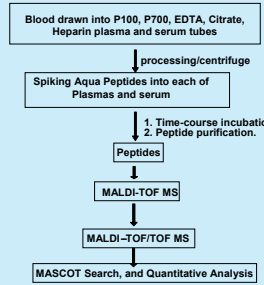 Blood drawn into P100, P700, EDTA, Citrate,
Heparin plasma and serum tubes
processing/centrifuge
Spiking Aqua Peptides into each of
Plasmas and serum
1. Time-course incubatio
2. Peptide purification.
Peptides
MALDI-TOF MS
MALDI–TOF/TOF MS
MASCOT Search, and Quantitative Analysis